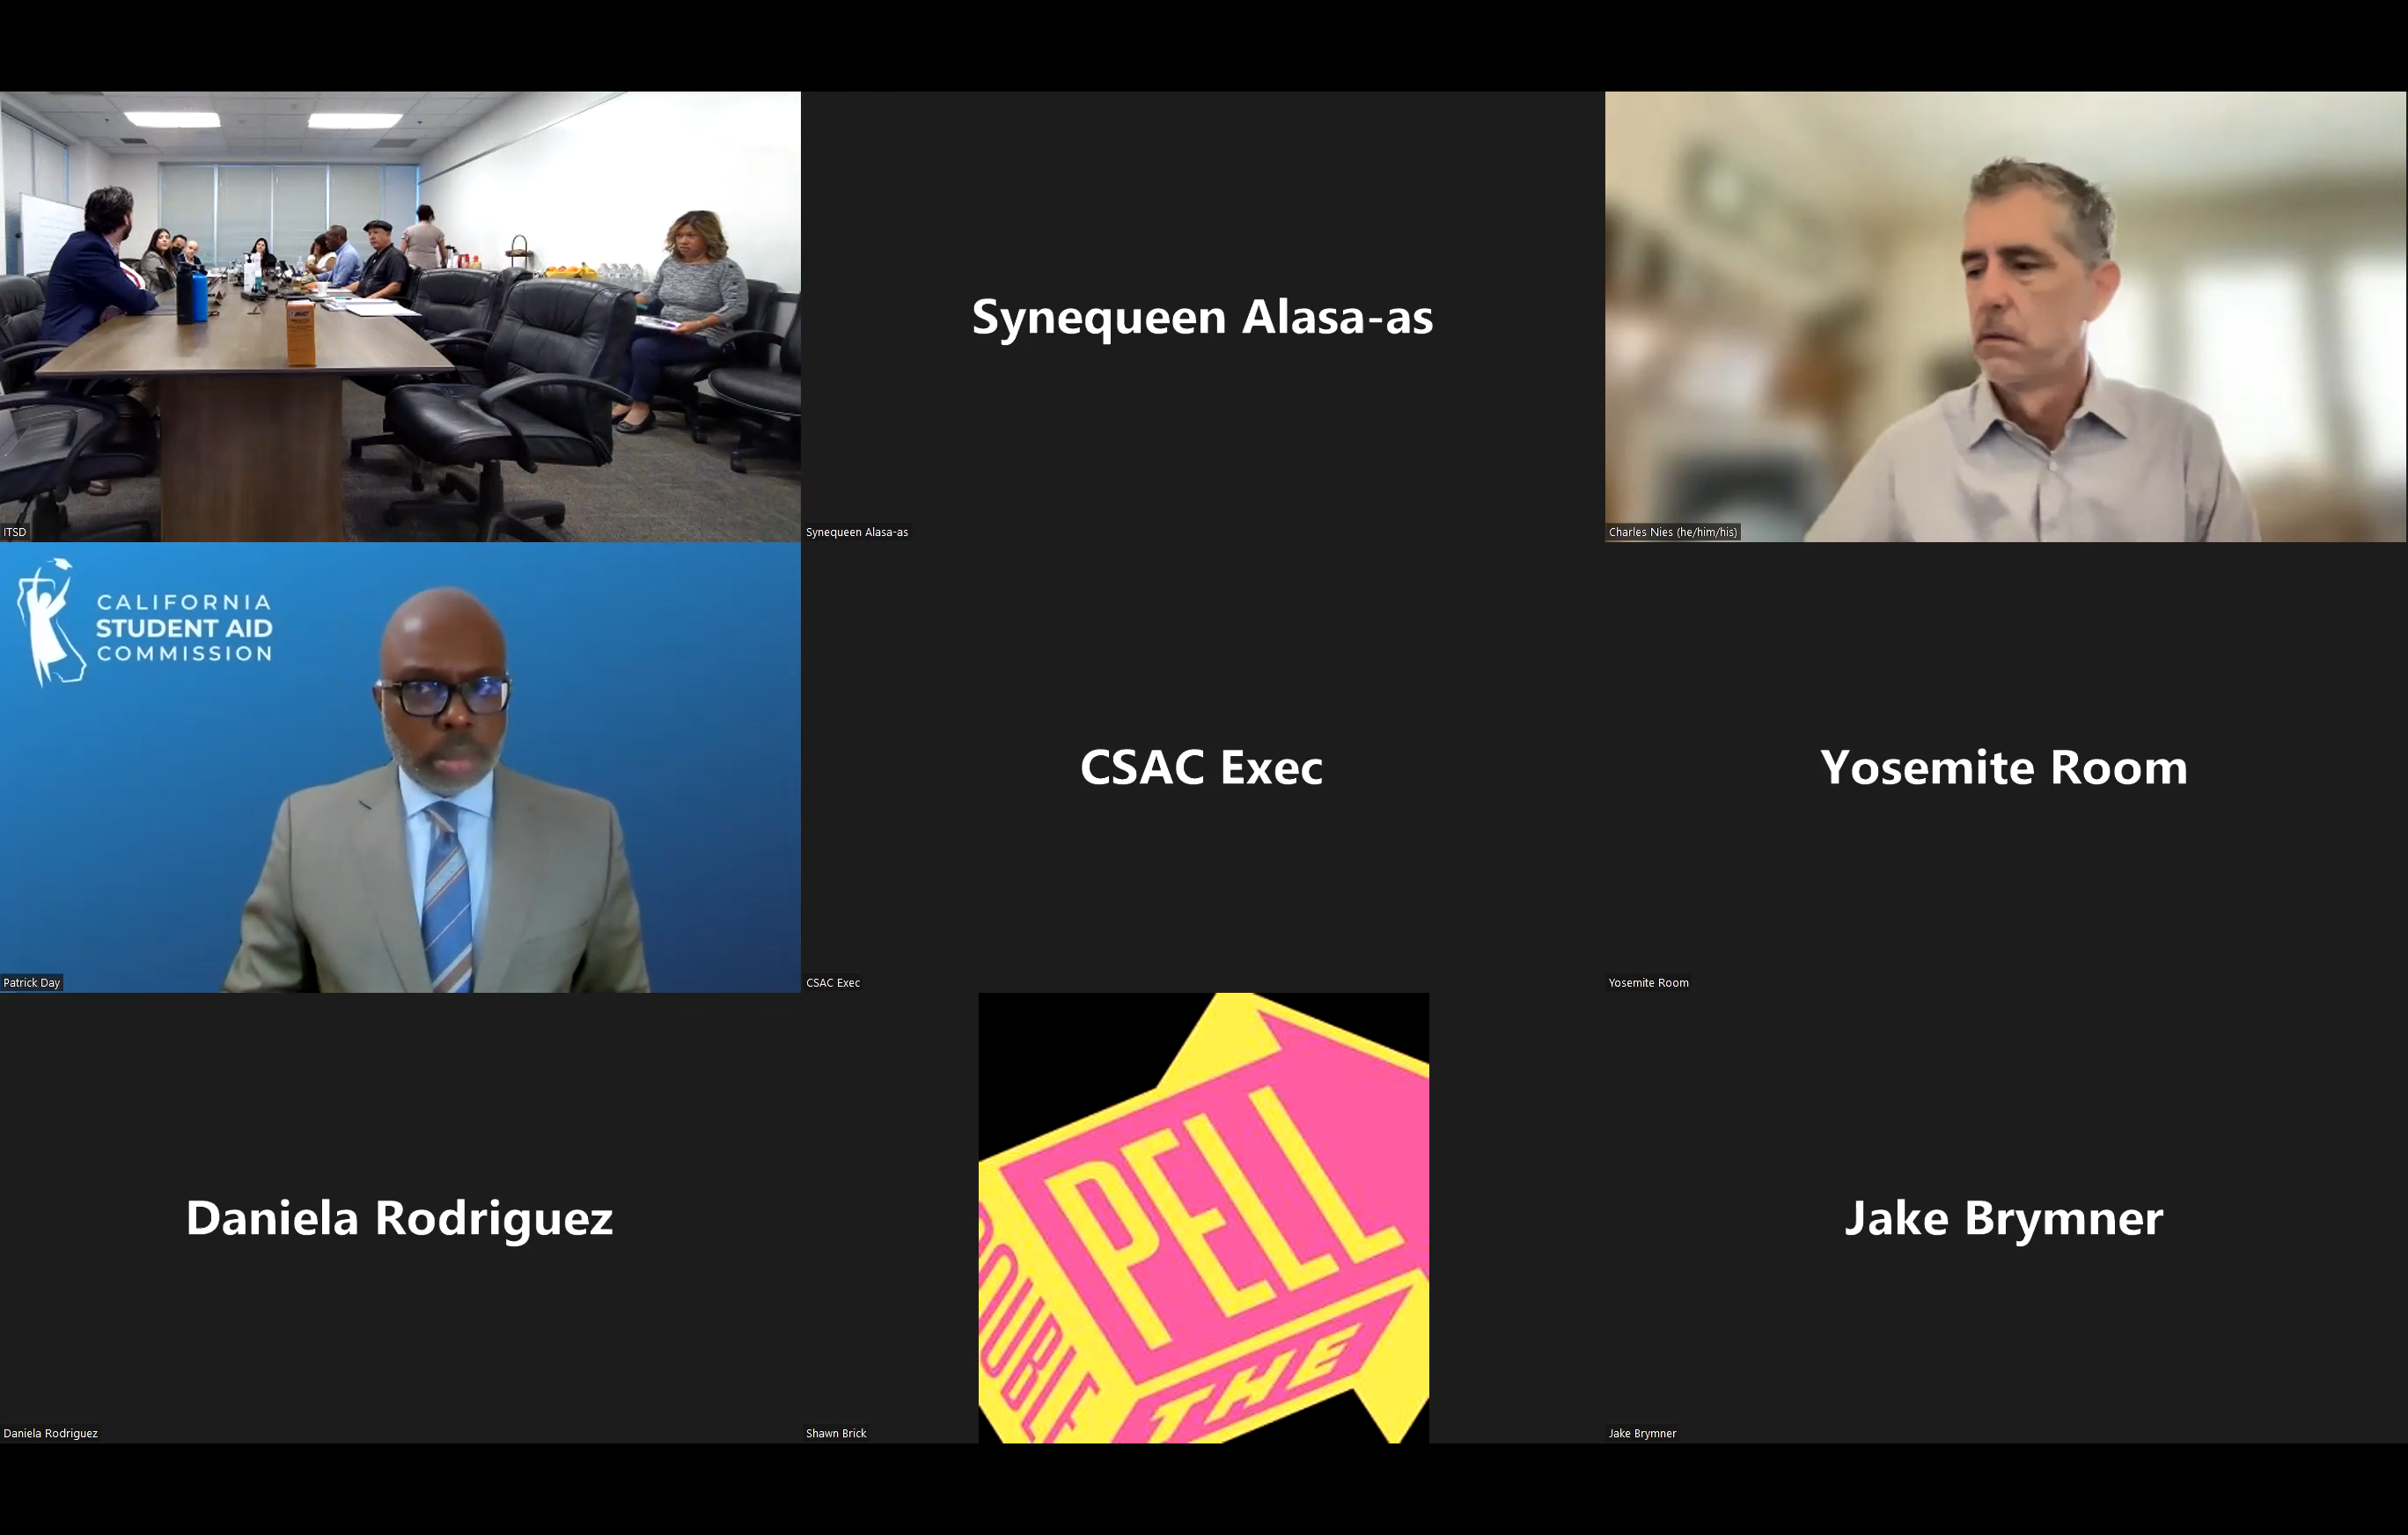 ITSD
Synequeen Alasa-as
Synequeen Alasa-as
Charles Nies (he/him/his)
CALIFORNIA
STUDENT AID
COMMISSION
Patrick Day
CSAC Exec
CSAC Exec
Yosemite Room
Yosemite Room
Daniela Rodriguez
Daniela Rodriguez
DOUBLE
THE
PELL
Shawn Brick
Jake Brymner
Jake Brymner